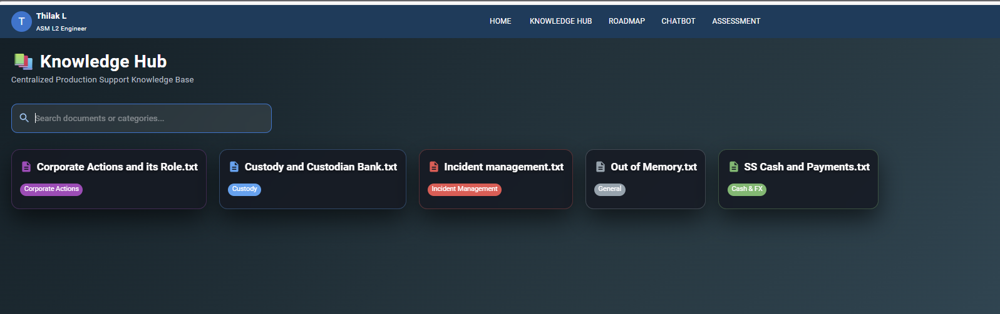 T
Thilak L
ASM L2 Engineer
HOME KNOWLEDGE HUB ROADMAP CHATBOT ASSESSMENT
Knowledge Hub
Centralized Production Support Knowledge Base
Search documents or categories...
Corporate Actions and its Role.txt
Corporate Actions
Custody and Custodian Bank.txt
Custody
Incident management.txt
Incident Management
Out of Memory.txt
General
SS Cash and Payments.txt
Cash & FX